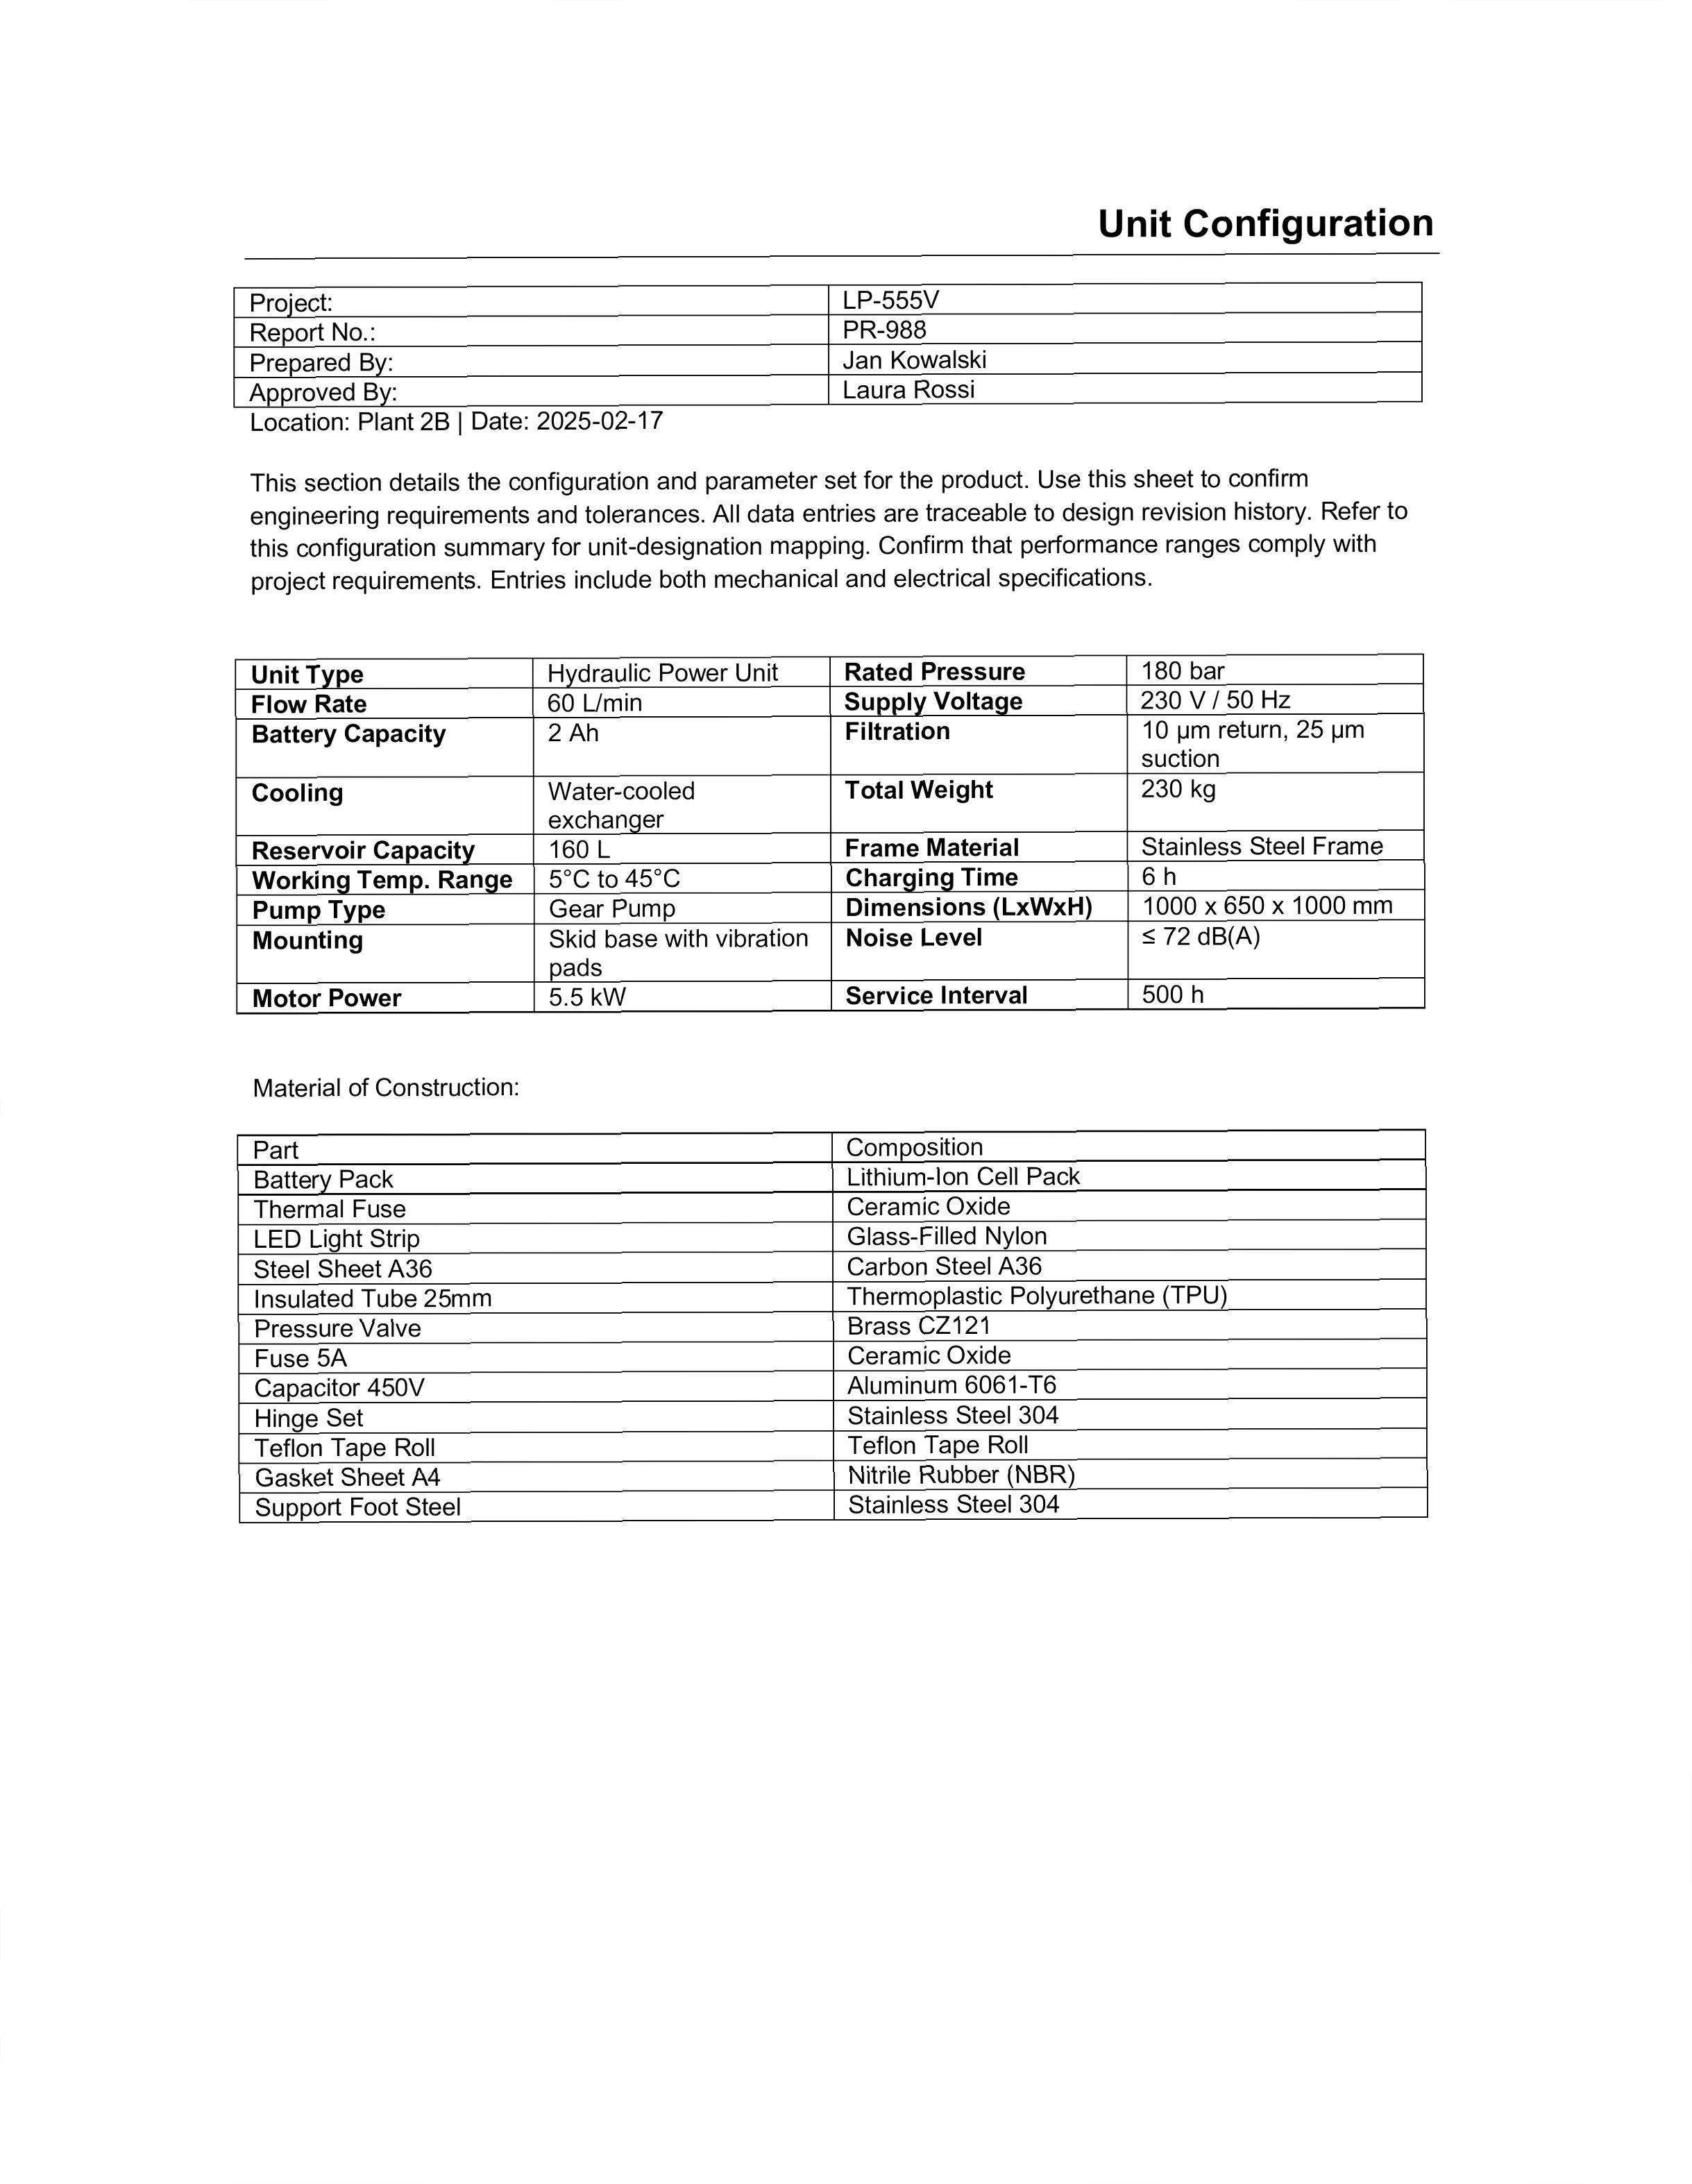 Unit Configuration
Project: LP-555V
Report No.: PR-988
Prepared By: Jan Kowalski
Approved By: Laura Rossi
Location: Plant 2B | Date: 2025-02-17
This section details the configuration and parameter set for the product. Use this sheet to confirm
engineering requirements and tolerances. All data entries are traceable to design revision history. Refer to
this configuration summary for unit-designation mapping. Confirm that performance ranges comply with
project requirements. Entries include both mechanical and electrical specifications.
Unit Type Hydraulic Power Unit Rated Pressure 180 bar
Flow Rate 60 L/min Supply Voltage 230 V / 50 Hz
Battery Capacity 2 Ah Filtration 10 µm return, 25 µm
suction
Cooling Water-cooled Total Weight 230 kg
exchanger
Reservoir Capacity 160 L Frame Material Stainless Steel Frame
Working Temp. Range 5°C to 45°C Charging Time 6 h
Pump Type Gear Pump Dimensions (LxWxH) 1000 x 650 x 1000 mm
Mounting Skid base with vibration Noise Level ≤ 72 dB(A)
pads
Motor Power 5.5 kW Service Interval 500 h
Material of Construction:
Part Composition
Battery Pack Lithium-Ion Cell Pack
Thermal Fuse Ceramic Oxide
LED Light Strip Glass-Filled Nylon
Steel Sheet A36 Carbon Steel A36
Insulated Tube 25mm Thermoplastic Polyurethane (TPU)
Pressure Valve Brass CZ121
Fuse 5A Ceramic Oxide
Capacitor 450V Aluminum 6061-T6
Hinge Set Stainless Steel 304
Teflon Tape Roll Teflon Tape Roll
Gasket Sheet A4 Nitrile Rubber (NBR)
Support Foot Steel Stainless Steel 304